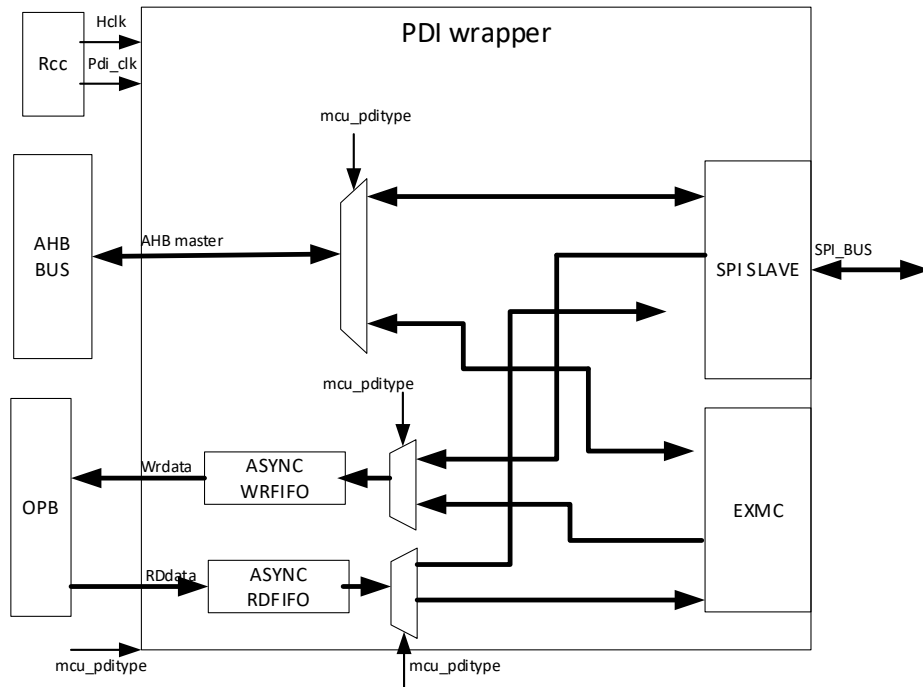 Hclk
PDI wrapper
Rcc
Pdi_clk
mcu_pditype
AHB
BUS
AHB master
SPI SLAVE
SPI_BUS
mcu_pditype
Wrdata
ASYNC
WRFIFO
OPB
EXMC
RDdata
ASYNC
RDFIFO
mcu_pditype
mcu_pditype